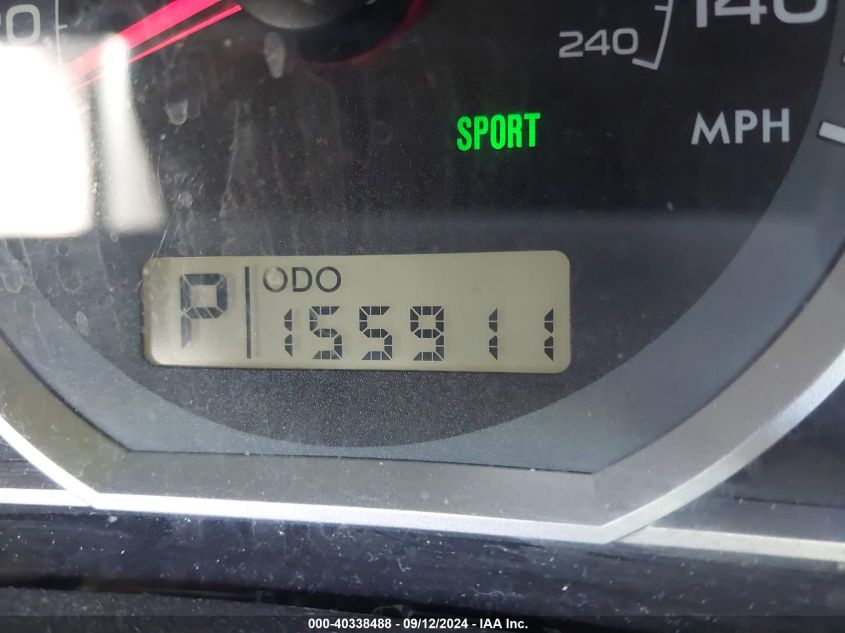 140
240
SPORT
MPH
P ODO
155911
000-40338488 - 09/12/2024 - IAA Inc.